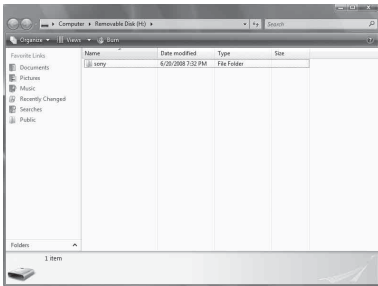 Computer ▸ Removable Disk (H:) ▸ Search
Organize Views Burn
Favorite Links
Documents
Pictures
Music
Recently Changed
Searches
Public
Folders
Name Date modified Type Size
sony 6/20/2008 7:32 PM File Folder
1 item